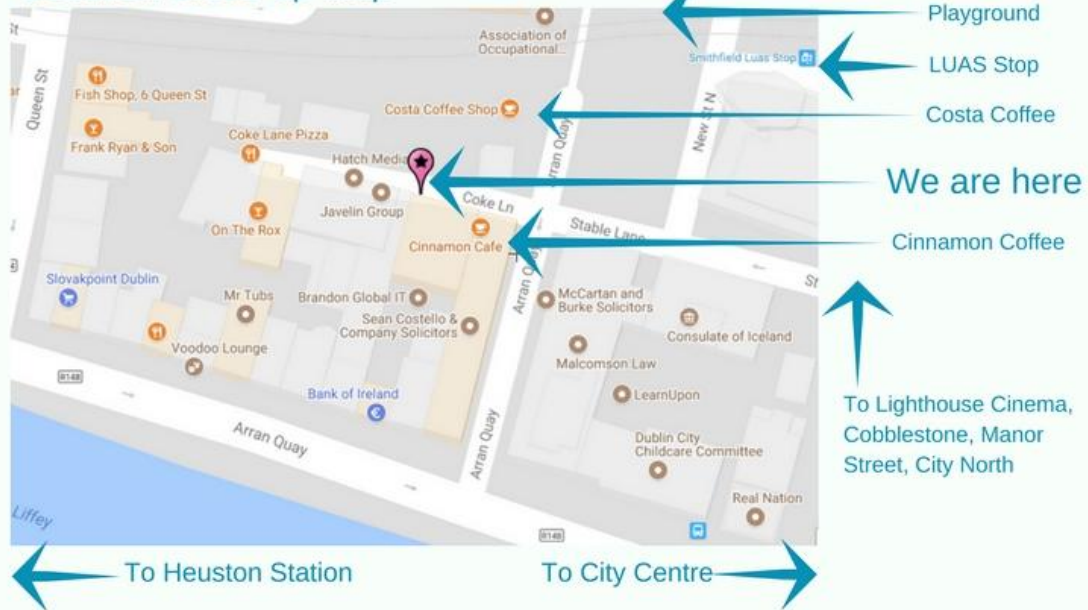 Playground
Association of
Occupational...
Smithfield Luas Stop
LUAS Stop
Queen St
Fish Shop, 6 Queen St
Costa Coffee Shop
Costa Coffee
New St N
Arran Quay
Frank Ryan & Son
Coke Lane Pizza
Hatch Media
We are here
Javelin Group
Coke Ln
On The Rox
Stable Lane
Cinnamon Cafe
Cinnamon Coffee
Arran Quay
Slovakpoint Dublin
St
Mr Tubs
Brandon Global IT
McCartan and
Burke Solicitors
Sean Costello &
Company Solicitors
Consulate of Iceland
Voodoo Lounge
Malcomson Law
R148
Bank of Ireland
LearnUpon
To Lighthouse Cinema,
Cobblestone, Manor
Street, City North
Arran Quay
Arran Quay
Dublin City
Childcare Committee
Real Nation
Liffey
R148
To Heuston Station
To City Centre